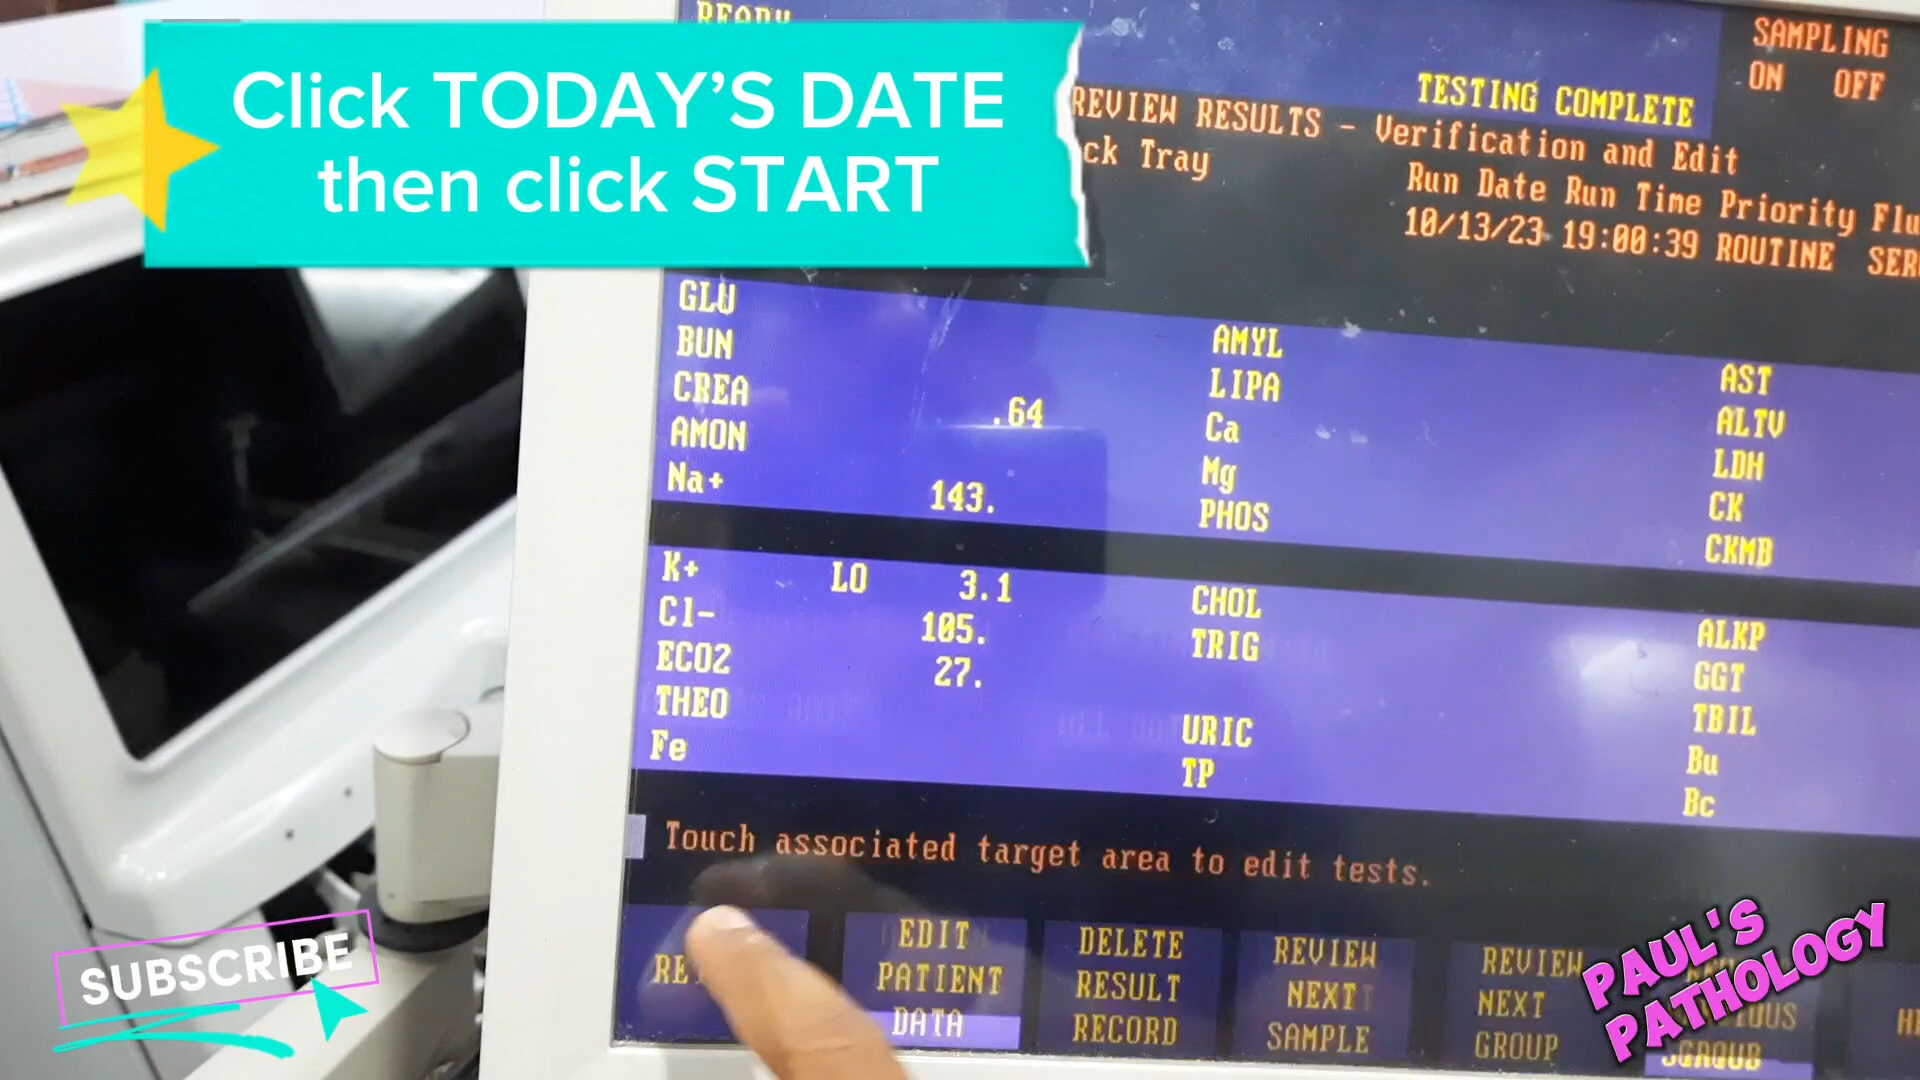 READY
Click TODAY'S DATE
then click START
SAMPLING
ON OFF
TESTING COMPLETE
REVIEW RESULTS - Verification and Edit
Tray
Run Date Run Time Priority
10/13/23 19:00:39 ROUTINE
GLU
BUN
CREA .64
AMON
Na+ 143.
AMYL
LIPA
Ca
Mg
PHOS
AST
ALTV
LDH
CK
CKMB
K+ LO 3.1
Cl- 105.
ECO2 27.
THEO
Fe
CHOL
TRIG
URIC
TP
ALKP
GGT
TBIL
Bu
Bc
Touch associated target area to edit tests.
EDIT
PATIENT
DATA
DELETE
RESULT
RECORD
REVIEW
NEXT
SAMPLE
REVIEW
NEXT
GROUP
GROUP
SUBSCRIBE
PAUL'S
PATHOLOGY